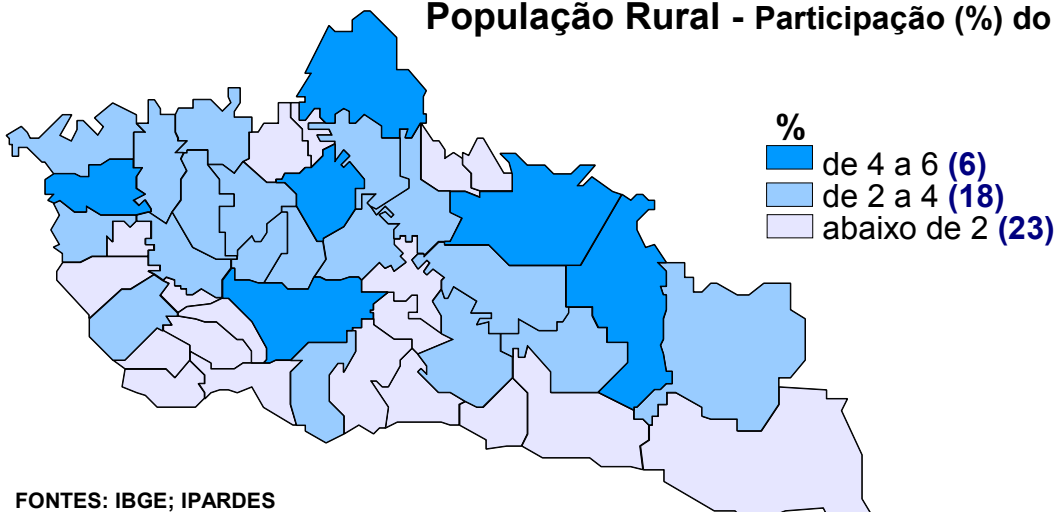 População Rural - Participação (%) do
%
de 4 a 6 (6)
de 2 a 4 (18)
abaixo de 2 (23)
FONTES: IBGE; IPARDES